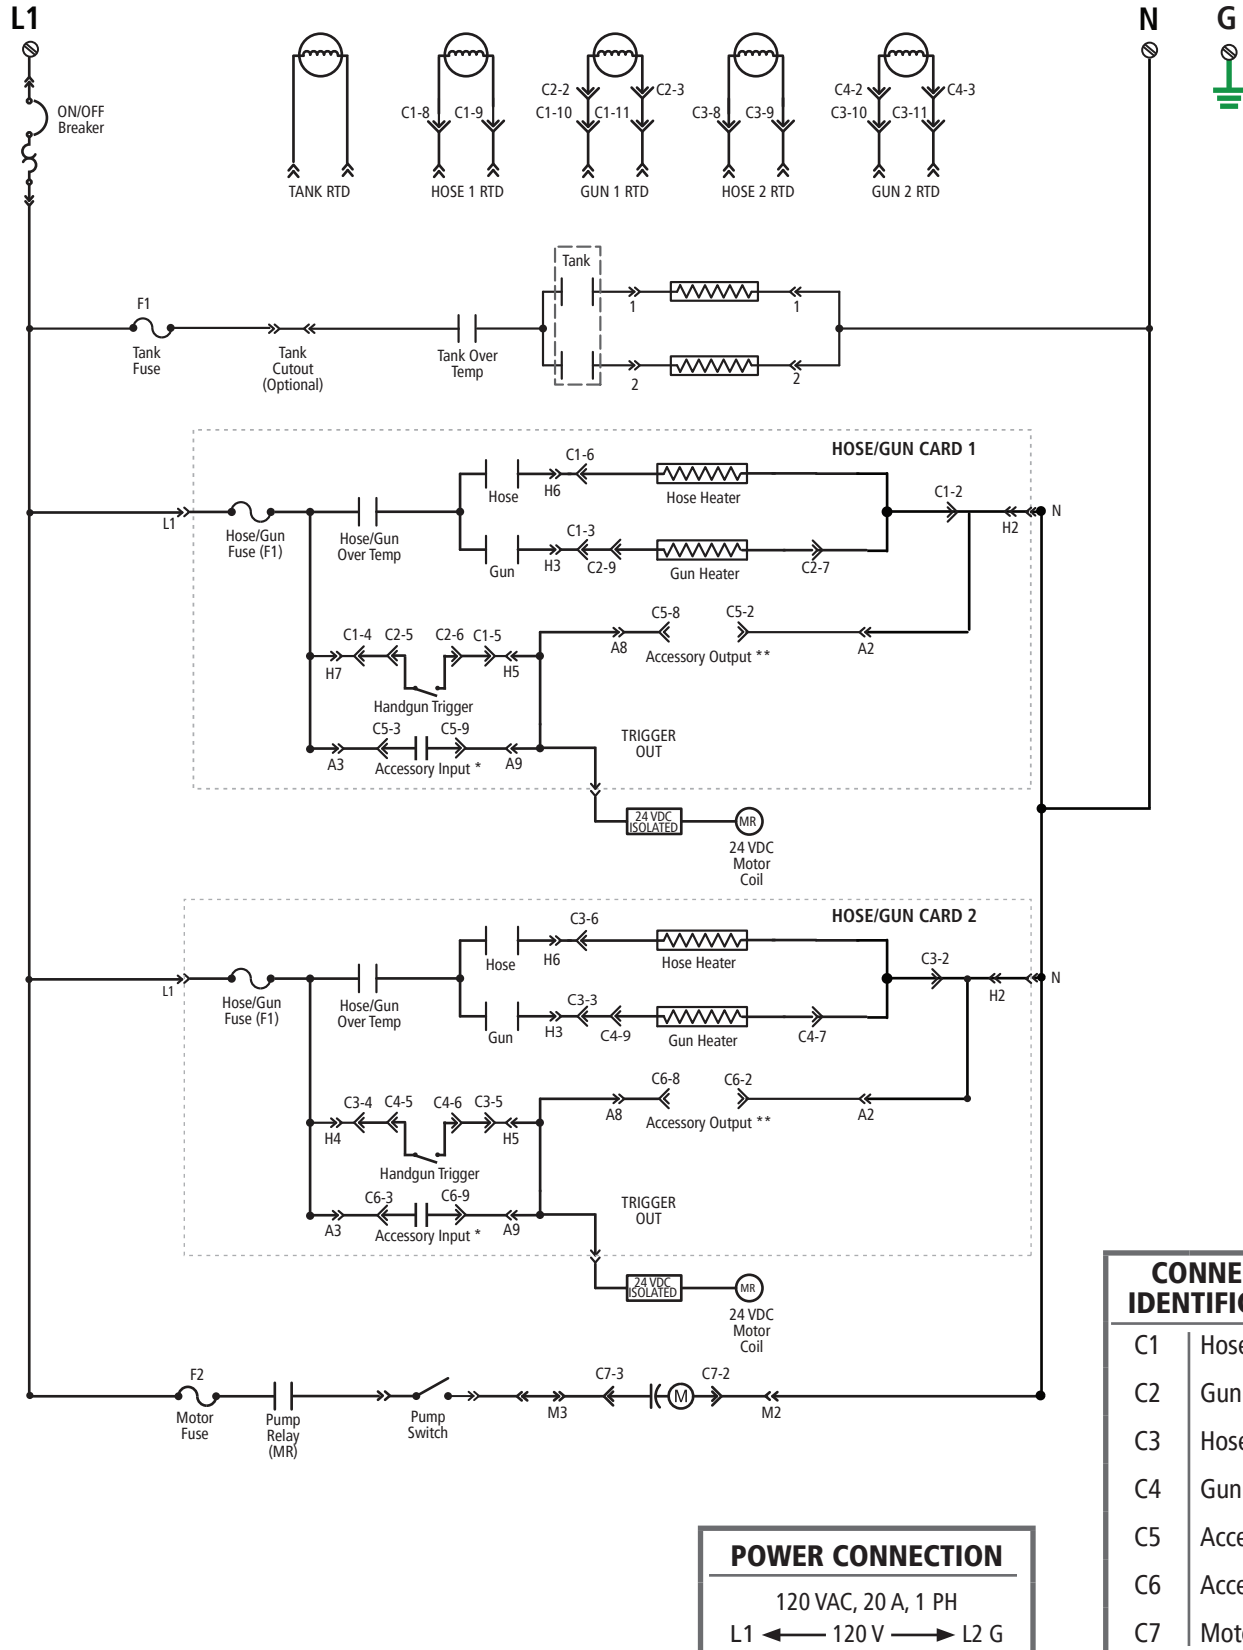 L1
N
G
ON/OFF
Breaker
C1-8
C1-9
C2-2
C2-3
C1-10
C1-11
C3-8
C3-9
C4-2
C4-3
C3-10
C3-11
TANK RTD
HOSE 1 RTD
GUN 1 RTD
HOSE 2 RTD
GUN 2 RTD
F1
Tank
Fuse
Tank
Cutout
(Optional)
Tank Over
Temp
Tank
1
1
2
2
HOSE/GUN CARD 1
L1
Hose/Gun
Fuse (F1)
Hose/Gun
Over Temp
Hose
H6
C1-6
Hose Heater
C1-2
H2
N
Gun
H3
C1-3
C2-9
Gun Heater
C2-7
C1-4
C2-5
C2-6
C1-5
H7
H5
Handgun Trigger
A8
C5-8
C5-2
Accessory Output **
A2
C5-3
C5-9
A3
Accessory Input *
A9
TRIGGER
OUT
24 VDC
ISOLATED
MR
24 VDC
Motor
Coil
HOSE/GUN CARD 2
L1
Hose/Gun
Fuse (F1)
Hose/Gun
Over Temp
Hose
H6
C3-6
Hose Heater
C3-2
H2
N
Gun
H3
C3-3
C4-9
Gun Heater
C4-7
C3-4
C4-5
C4-6
C3-5
H4
H5
Handgun Trigger
A8
C6-8
C6-2
Accessory Output **
A2
C6-3
C6-9
A3
Accessory Input *
A9
TRIGGER
OUT
24 VDC
ISOLATED
MR
24 VDC
Motor
Coil
F2
Motor
Fuse
Pump
Relay
(MR)
Pump
Switch
M3
C7-3
M
C7-2
M2
CONNE
IDENTIFI
C1 Hose
C2 Gun
C3 Hose
C4 Gun
C5 Acce
C6 Acce
C7 Mot
POWER CONNECTION
120 VAC, 20 A, 1 PH
L1 120 V L2 G